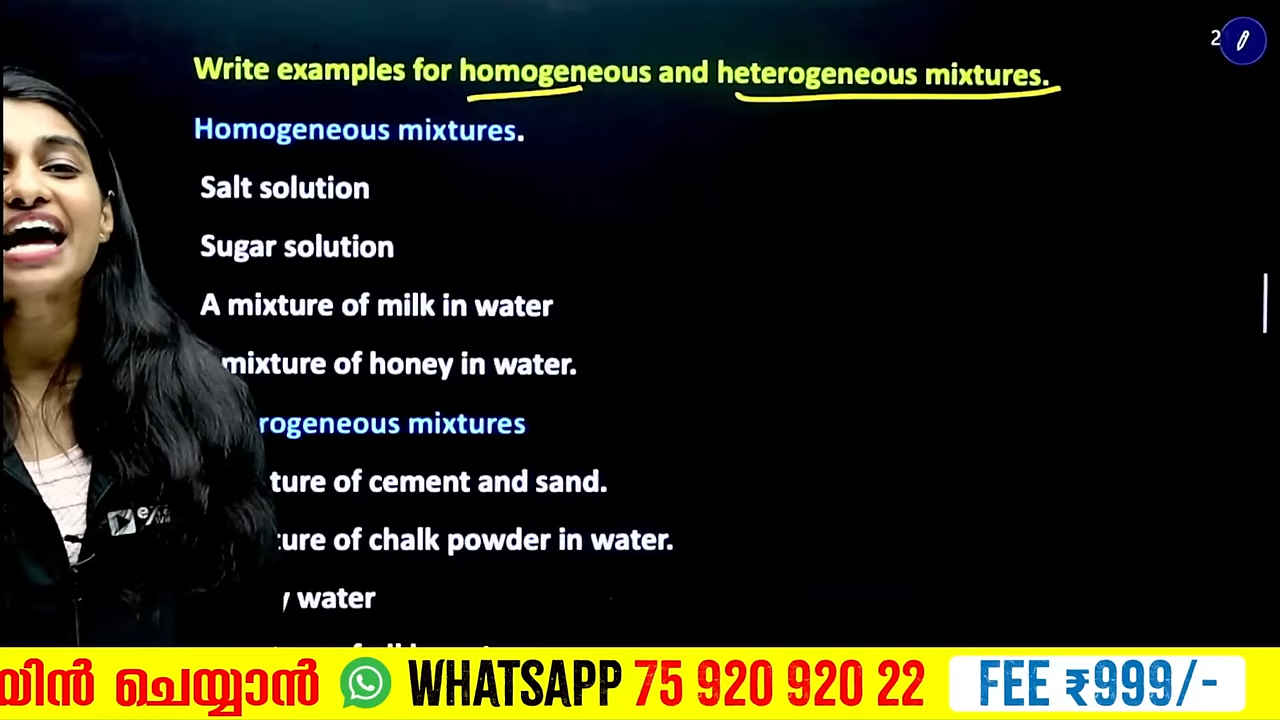 2
Write examples for homogeneous and heterogeneous mixtures.
Homogeneous mixtures.
Salt solution
Sugar solution
A mixture of milk in water
mixture of honey in water.
rogeneous mixtures
ture of cement and sand.
ture of chalk powder in water.
water
യിൻ ചെയ്യാൻ WHATSAPP 75 920 920 22 FEE ₹999/-